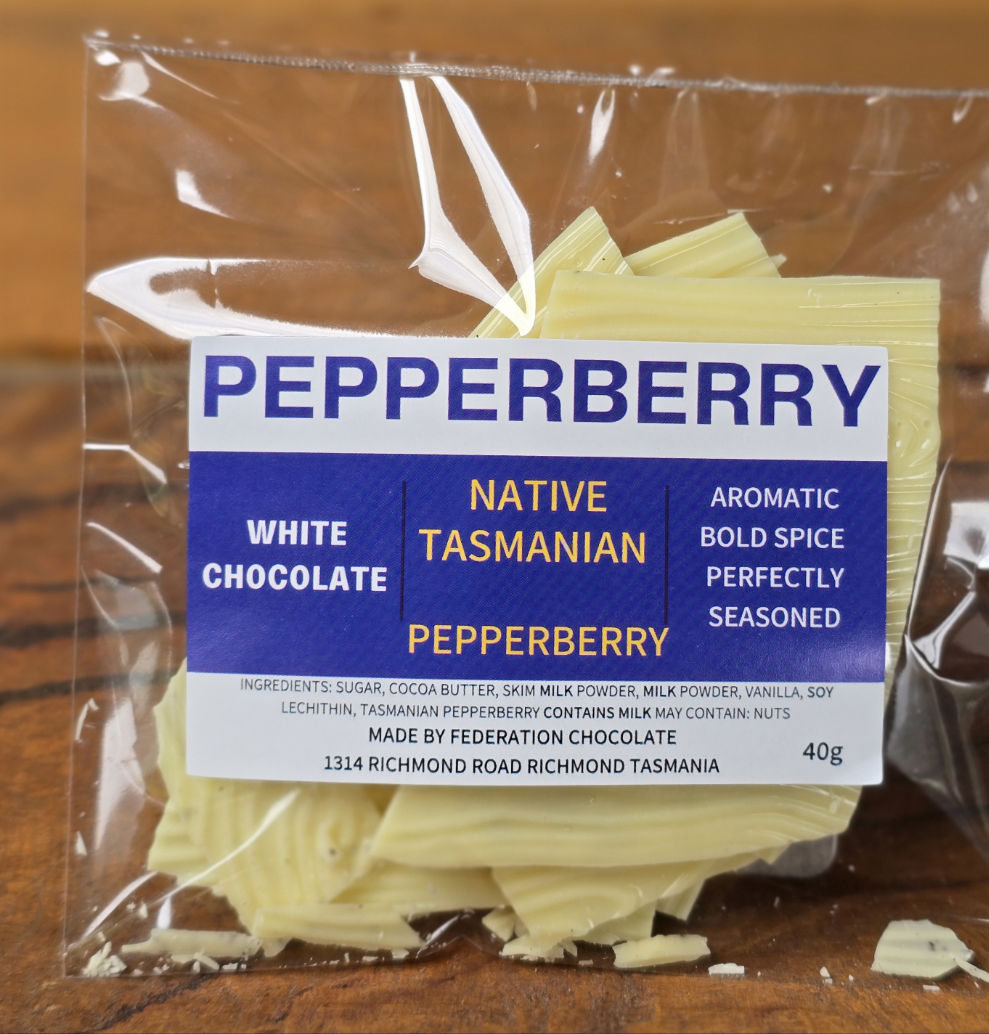 PEPPERBERRY
WHITE
CHOCOLATE
NATIVE
TASMANIAN
PEPPERBERRY
AROMATIC
BOLD SPICE
PERFECTLY
SEASONED
INGREDIENTS: SUGAR, COCOA BUTTER, SKIM MILK POWDER, MILK POWDER, VANILLA, SOY
LECHITHIN, TASMANIAN PEPPERBERRY CONTAINS MILK MAY CONTAIN: NUTS
MADE BY FEDERATION CHOCOLATE
1314 RICHMOND ROAD RICHMOND TASMANIA
40g